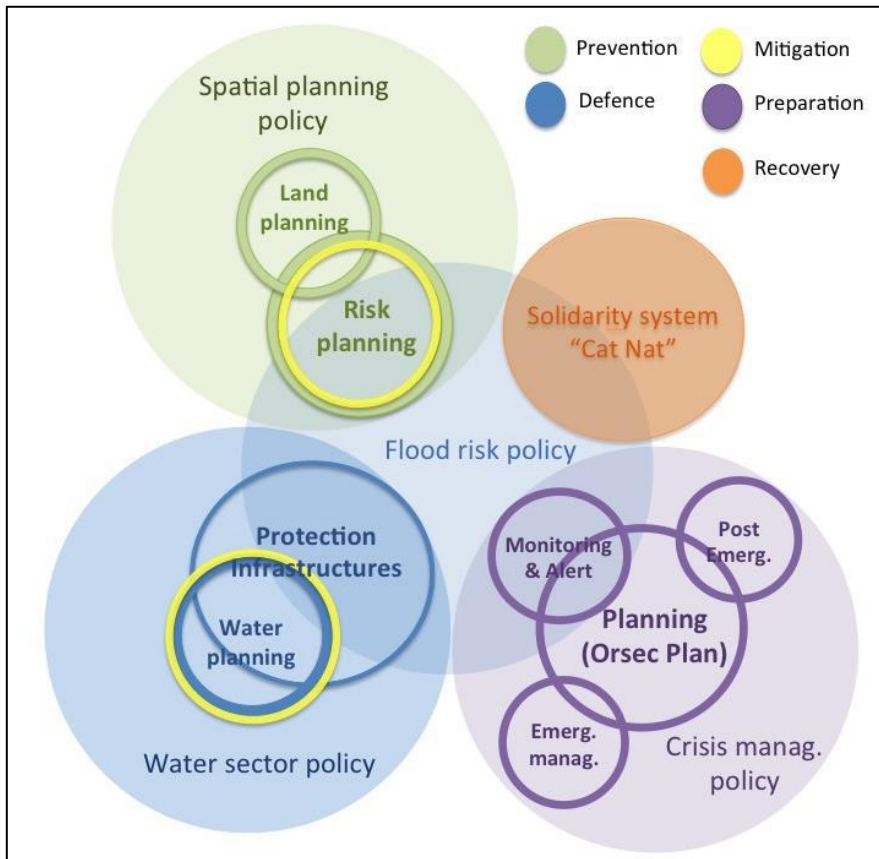 Prevention
Mitigation
Defence
Preparation
Recovery
Spatial planning
policy
Land
planning
Risk
planning
Solidarity system
“Cat Nat”
Flood risk policy
Protection
Infrastructures
Water
planning
Water sector policy
Monitoring
& Alert
Post
Emerg.
Planning
(Orsec Plan)
Emerg.
manag.
Crisis manag.
policy